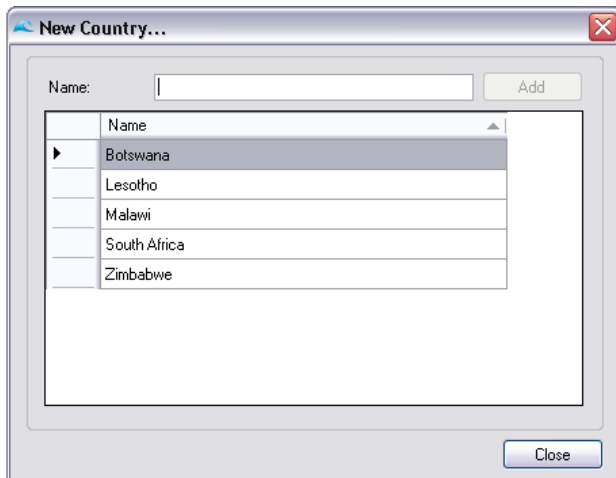 New Country...
Name: Add
Name
Botswana
Lesotho
Malawi
South Africa
Zimbabwe
Close